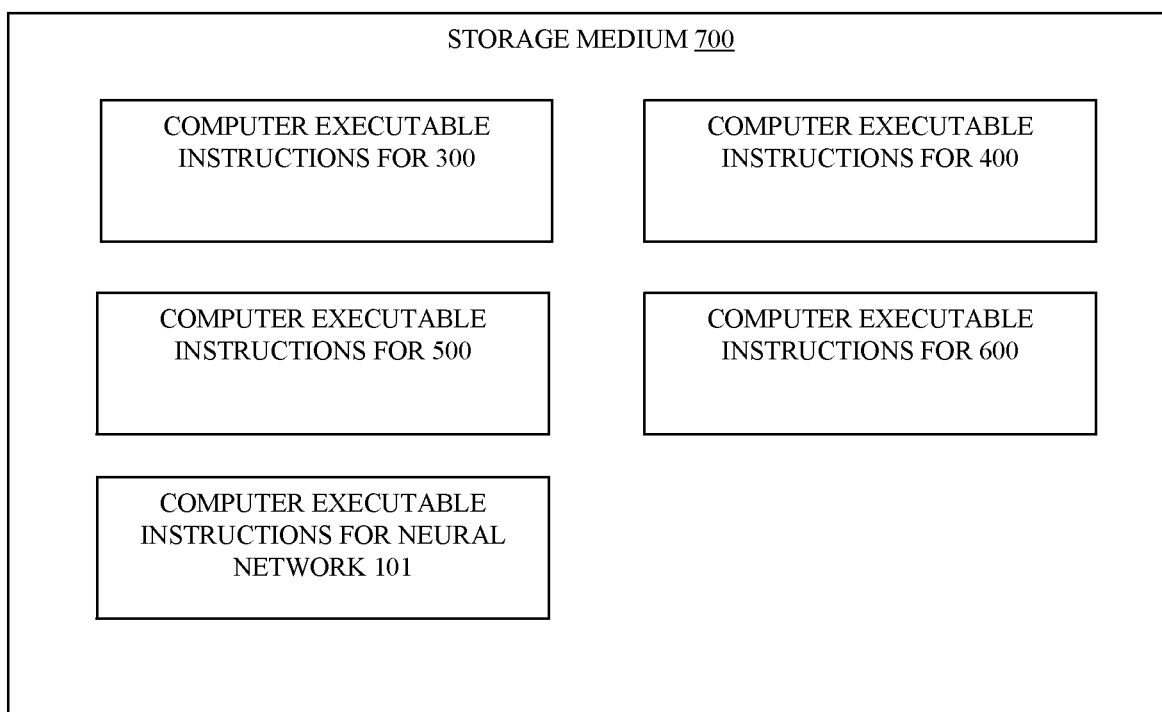 STORAGE MEDIUM 700
COMPUTER EXECUTABLE
INSTRUCTIONS FOR 300
COMPUTER EXECUTABLE
INSTRUCTIONS FOR 400
COMPUTER EXECUTABLE
INSTRUCTIONS FOR 500
COMPUTER EXECUTABLE
INSTRUCTIONS FOR 600
COMPUTER EXECUTABLE
INSTRUCTIONS FOR NEURAL
NETWORK 101